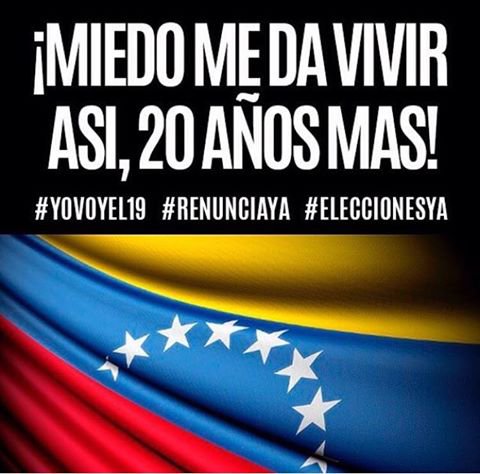 ¡MIEDO ME DA VIVIR
ASI, 20 AÑOS MAS!
#YOVOYEL19 #RENUNCIAYA #ELECCIONESYA